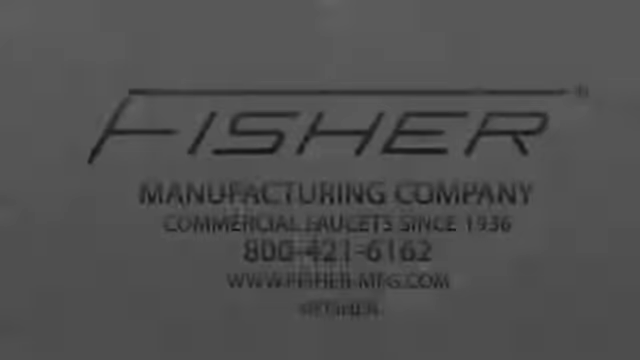 FISHER®
MANUFACTURING COMPANY
COMMERCIAL FAUCETS SINCE 1936
800-421-6162
WWW.FISHER-MFG.COM